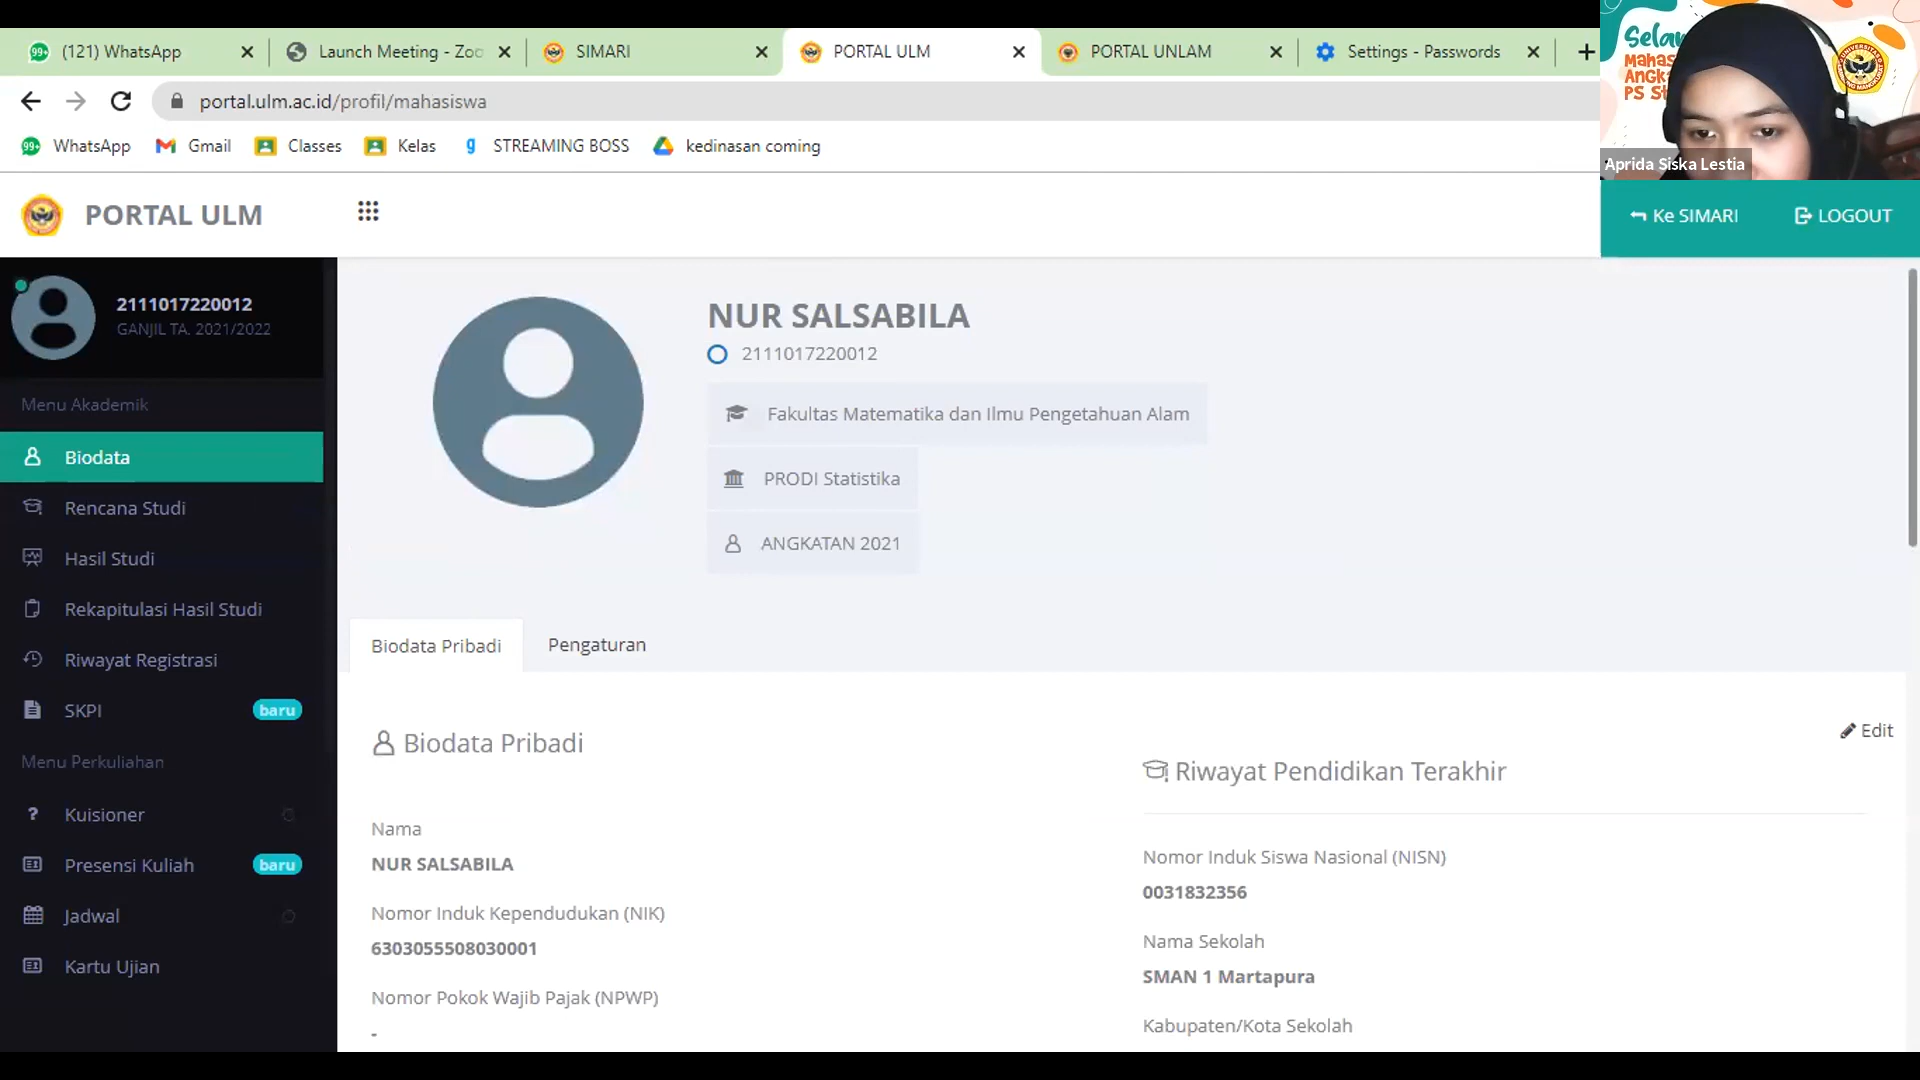 (121) WhatsApp
Launch Meeting - Zoo
SIMARI
PORTAL ULM
PORTAL UNLAM
Settings - Passwords
portal.ulm.ac.id/profil/mahasiswa
WhatsApp
Gmail
Classes
Kelas
STREAMING BOSS
kedinasan coming
Aprida Siska Lestia
PORTAL ULM
Ke SIMARI
LOGOUT
2111017220012
GANJIL TA. 2021/2022
Menu Akademik
Biodata
Rencana Studi
Hasil Studi
Rekapitulasi Hasil Studi
Riwayat Registrasi
SKPI baru
Menu Perkuliahan
Kuisioner
Presensi Kuliah baru
Jadwal
Kartu Ujian
NUR SALSABILA
2111017220012
Fakultas Matematika dan Ilmu Pengetahuan Alam
PRODI Statistika
ANGKATAN 2021
Biodata Pribadi
Pengaturan
Edit
Biodata Pribadi
Nama
NUR SALSABILA
Nomor Induk Kependudukan (NIK)
6303055508030001
Nomor Pokok Wajib Pajak (NPWP)
-
Riwayat Pendidikan Terakhir
Nomor Induk Siswa Nasional (NISN)
0031832356
Nama Sekolah
SMAN 1 Martapura
Kabupaten/Kota Sekolah